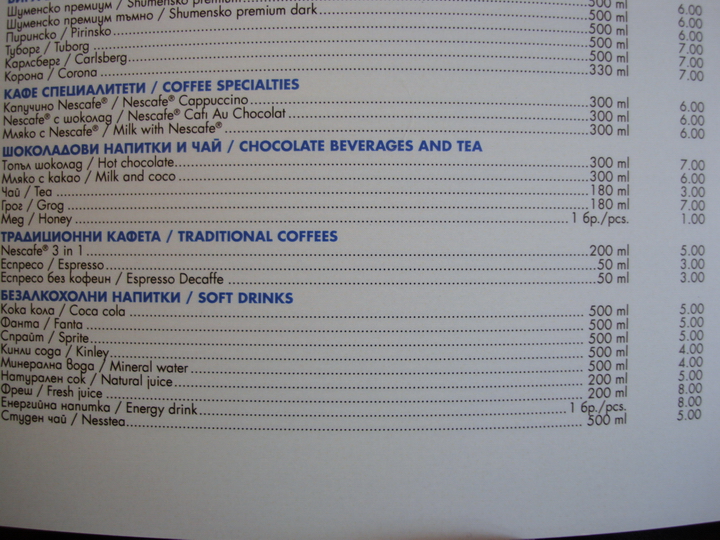 Шуменско премиум / Shumensko premium 500 ml 6.00
Шуменско премиум тъмно / Shumensko premium dark 500 ml 6.00
Пиринско / Pirinsko 500 ml 6.00
Туборг / Tuborg 500 ml 7.00
Карлсберг / Carlsberg 500 ml 7.00
Корона / Corona 330 ml 7.00
КАФЕ СПЕЦИАЛИТЕТИ / COFFEE SPECIALTIES
Капучино Nescafe® / Nescafe® Cappuccino 300 ml 6.00
Nescafe® с шоколад / Nescafe® Cafi Au Chocolat 300 ml 6.00
Мляко с Nescafe® / Milk with Nescafe® 300 ml 6.00
ШОКОЛАДОВИ НАПИТКИ И ЧАЙ / CHOCOLATE BEVERAGES AND TEA
Топъл шоколад / Hot chocolate 300 ml 7.00
Мляко с какао / Milk and coco 300 ml 6.00
Чай / Tea 180 ml 3.00
Грог / Grog 180 ml 7.00
Мед / Honey 1 бр./pcs. 1.00
ТРАДИЦИОННИ КАФЕТА / TRADITIONAL COFFEES
Nescafe® 3 in 1 200 ml 5.00
Еспресо / Espresso 50 ml 3.00
Еспресо без кофеин / Espresso Decaffe 50 ml 3.00
БЕЗАЛКОХОЛНИ НАПИТКИ / SOFT DRINKS
Кока кола / Coca cola 500 ml 5.00
Фанта / Fanta 500 ml 5.00
Спрайт / Sprite 500 ml 5.00
Кинли сода / Kinley 500 ml 4.00
Минерална вода / Mineral water 500 ml 4.00
Натурален сок / Natural juice 200 ml 5.00
Фреш / Fresh juice 200 ml 8.00
Енергийна напитка / Energy drink 1 бр./pcs. 8.00
Студен чай / Nesstea 500 ml 5.00